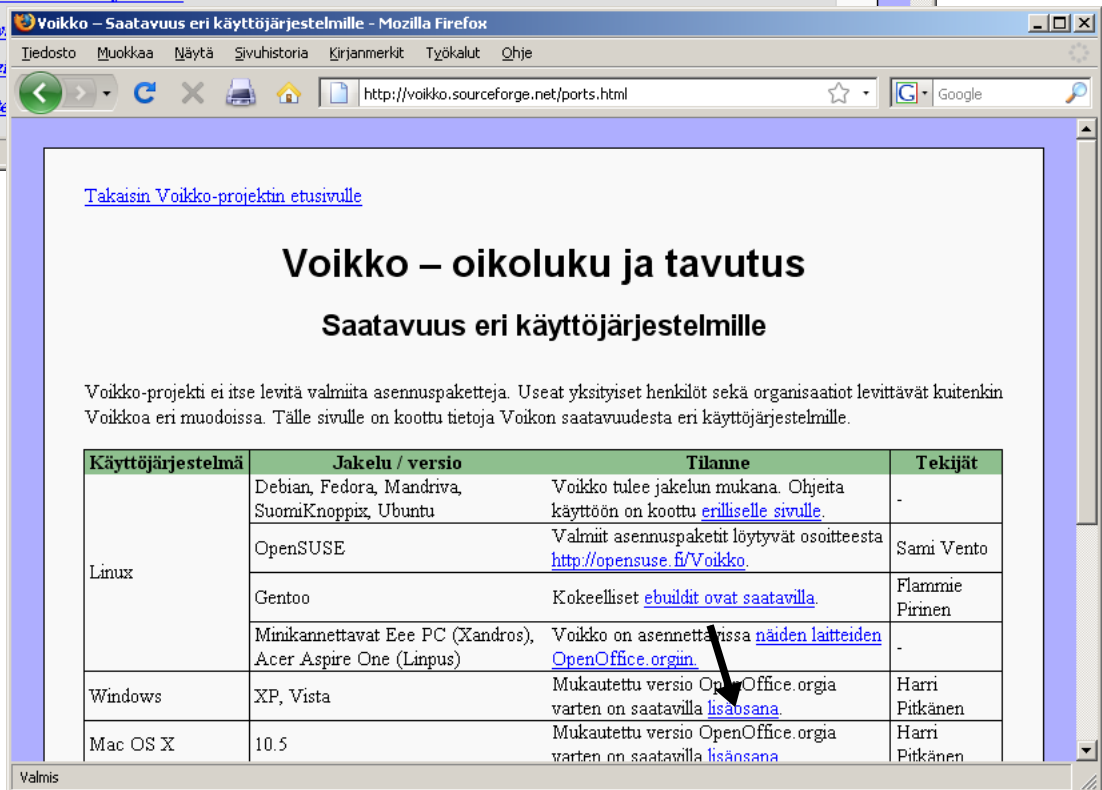 Voikko – Saatavuus eri käyttöjärjestelmille - Mozilla Firefox
Tiedosto Muokkaa Näytä Sivuhistoria Kirjanmerkit Työkalut Ohje
http://voikko.sourceforge.net/ports.html
G Google
Takaisin Voikko-projektin etusivulle
Voikko – oikoluku ja tavutus
Saatavuus eri käyttöjärjestelmille
Voikko-projekti ei itse levitä valmiita asennuspaketteja. Useat yksityiset henkilöt sekä organisaatiot levittävät kuitenkin
Voikkoa eri muodoissa. Tälle sivulle on koottu tietoja Voikon saatavuudesta eri käyttöjärjestelmille.
Käyttöjärjestelmä Jakelu / versio Tilanne Tekijät
Linux
Debian, Fedora, Mandriva,
SuomiKnoppix, Ubuntu
Voikko tulee jakelun mukana. Ohjeita
käyttöön on koottu erilliselle sivulle.
-
OpenSUSE
Valmiit asennuspaketit löytyvät osoitteesta
http://opensuse.fi/Voikko.
Sami Vento
Gentoo
Kokeelliset ebuildit ovat saatavilla.
Flammie
Pirinen
Minikannettavat Eee PC (Xandros),
Acer Aspire One (Linpus)
Voikko on asennettavissa näiden laitteiden
OpenOffice.orgiin.
-
Windows
XP, Vista
Mukautettu versio OpenOffice.orgia
varten on saatavilla lisäosana.
Harri
Pitkänen
Mac OS X
10.5
Mukautettu versio OpenOffice.orgia
varten on saatavilla lisäosana
Harri
Pitkänen
Valmis